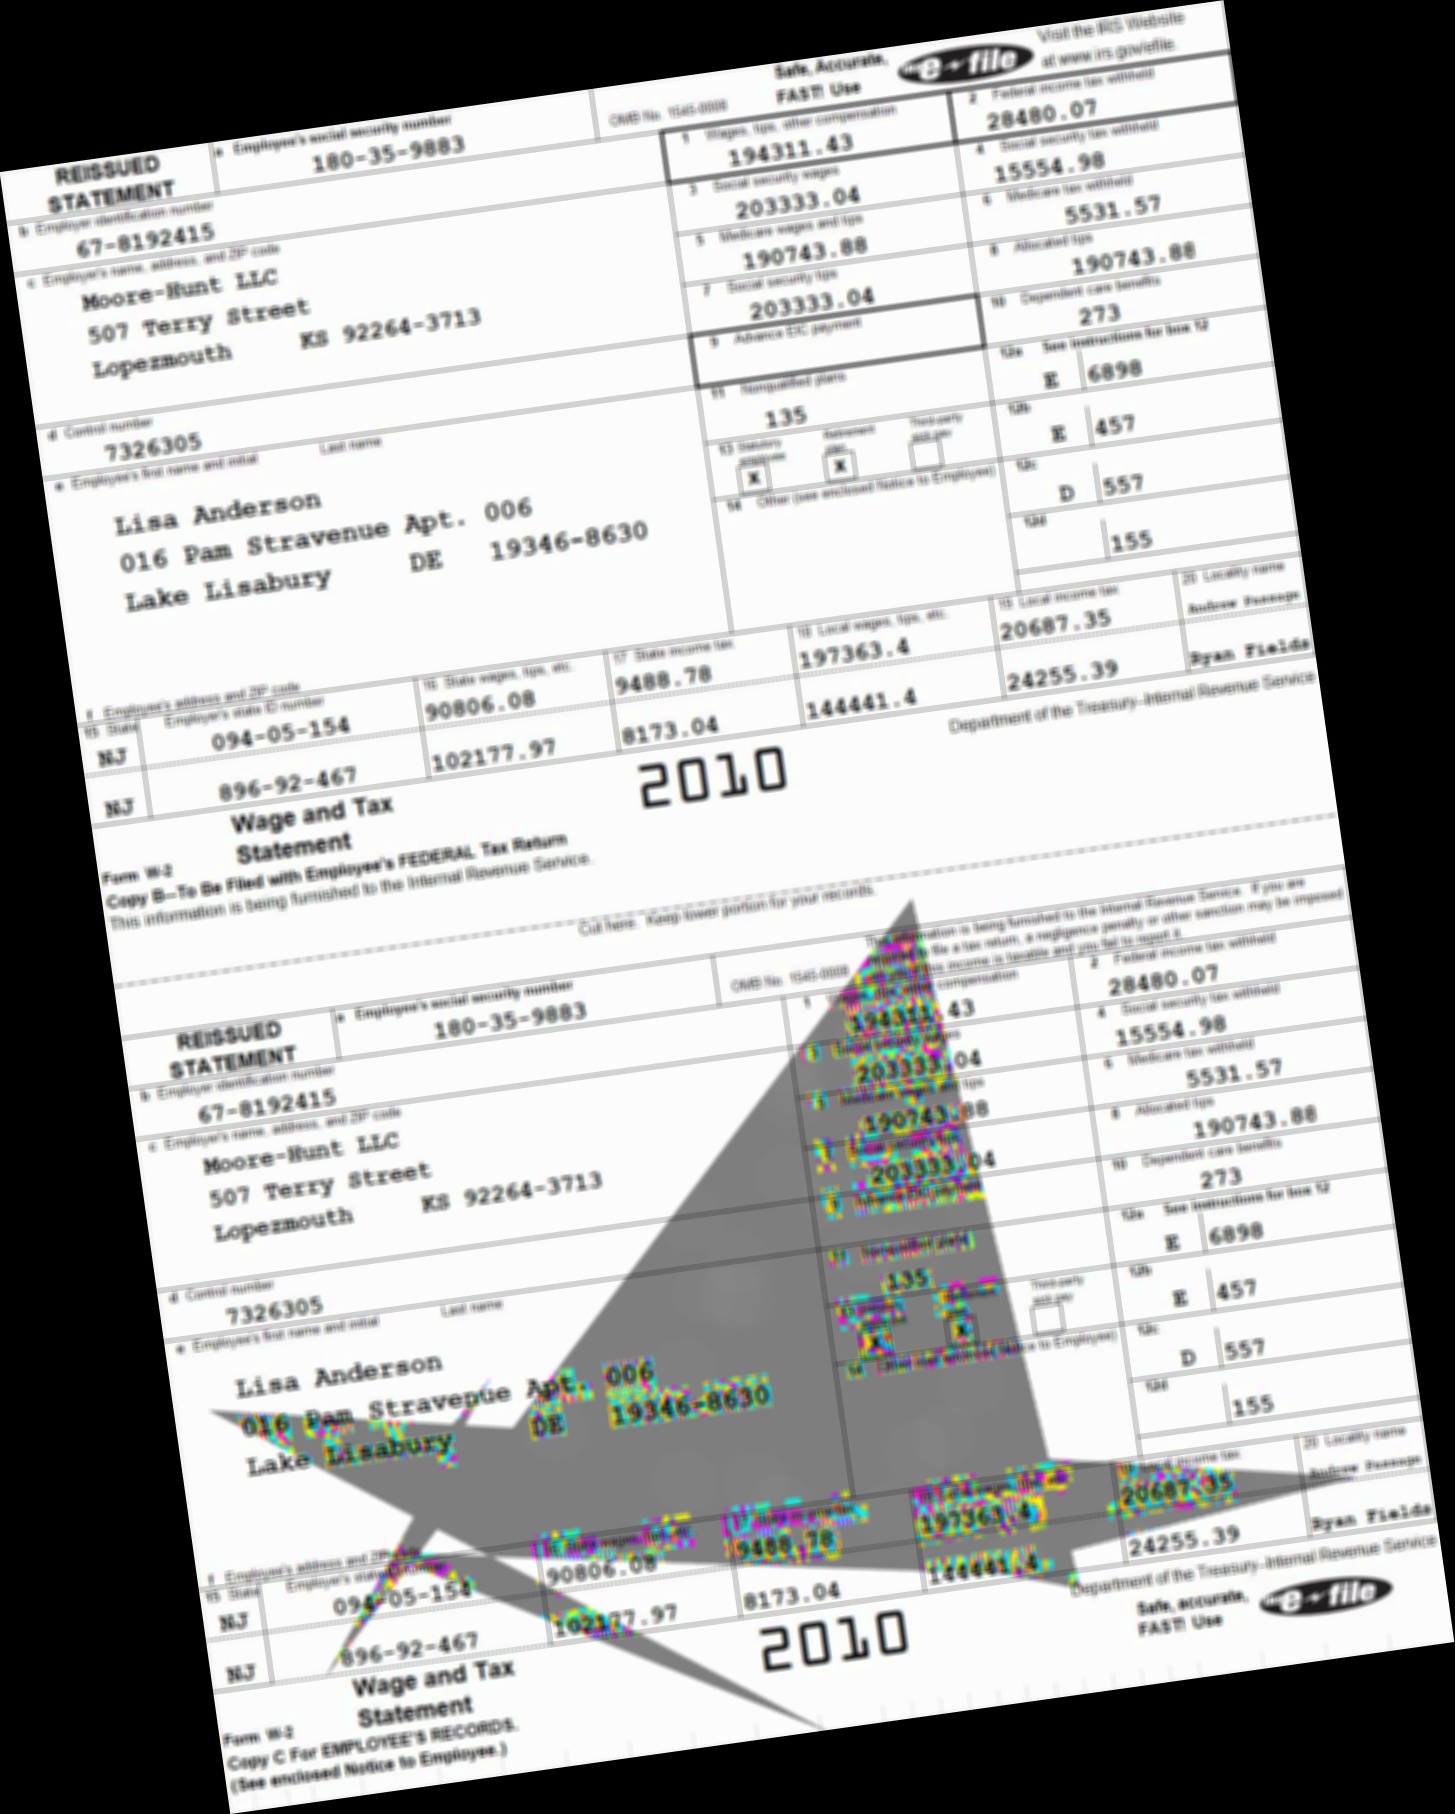 Safe, Accurate,
FAST! Use
e~file
Visit the IRS Website
at www.irs.gov/efile.
REISSUED
STATEMENT
a Employee's social security number
180-35-9883
OMB No. 1545-0008
1 Wages, tips, other compensation
194311.43
2 Federal income tax withheld
28480.07
b Employer identification number
67-8192415
3 Social security wages
203333.04
4 Social security tax withheld
15554.98
c Employer's name, address, and ZIP code
Moore-Hunt LLC
507 Terry Street
Lopezmouth KS 92264-3713
5 Medicare wages and tips
190743.88
6 Medicare tax withheld
5531.57
7 Social security tips
203333.04
8 Allocated tips
190743.88
9 Advance EIC payment
10 Dependent care benefits
273
d Control number
7326305
11 Nonqualified plans
135
12a See instructions for box 12
E 6898
12b
E 457
12c
D 557
12d
155
13 Statutory employee
X
Retirement plan
X
Third-party sick pay
14 Other (see enclosed Notice to Employee)
e Employee's first name and initial Last name
Lisa Anderson
016 Pam Stravenue Apt. 006
Lake Lisabury DE 19346-8630
f Employee's address and ZIP code
15 State Employer's state ID number
16 State wages, tips, etc.
17 State income tax
18 Local wages, tips, etc.
19 Local income tax
20 Locality name
NJ 094-05-154 90806.08 9488.78 197363.4 20687.35 Andrew Passage
NJ 896-92-467 102177.97 8173.04 144441.4 24255.39 Ryan Fields
Form W-2
Wage and Tax
Statement
2010
Department of the Treasury-Internal Revenue Service
Copy B—To Be Filed with Employee's FEDERAL Tax Return
This information is being furnished to the Internal Revenue Service.
Cut here. Keep lower portion for your records.
information is being furnished to the Internal Revenue Service. If you are
file a tax return, a negligence penalty or other sanction may be imposed
this income is taxable and you fail to report it.
REISSUED
STATEMENT
a Employee's social security number
180-35-9883
OMB No. 1545-0008
1 compensation
194311.43
2 Federal income tax withheld
28480.07
b Employer identification number
67-8192415
3 Social security wages
203333.04
4 Social security tax withheld
15554.98
c Employer's name, address, and ZIP code
Moore-Hunt LLC
507 Terry Street
Lopezmouth KS 92264-3713
5 Medicare wages and tips
190743.88
6 Medicare tax withheld
5531.57
203333.04
8 Allocated tips
190743.88
10 Dependent care benefits
273
d Control number
7326305
135
12a See instructions for box 12
E 6898
12b
E 457
12c
D 557
12d
155
X
X
Third-party sick pay
14 Other (see enclosed Notice to Employee)
e Employee's first name and initial Last name
Lisa Anderson
016 Pam Stravenue Apt. 006
Lake Lisabury DE 19346-8630
f Employee's address and ZIP code
15 State Employer's state ID number
16 State wages, tips, etc.
17 State income tax
18 Local wages, tips, etc.
19 Local income tax
20 Locality name
NJ 094-05-154 90806.08 9488.78 197363.4 20687.35 Andrew Passage
NJ 896-92-467 102177.97 8173.04 144441.4 24255.39 Ryan Fields
Form W-2
Wage and Tax
Statement
2010
Department of the Treasury-Internal Revenue Service
Safe, accurate,
FAST! Use
e~file
Copy C For EMPLOYEE'S RECORDS.
(See enclosed Notice to Employee.)